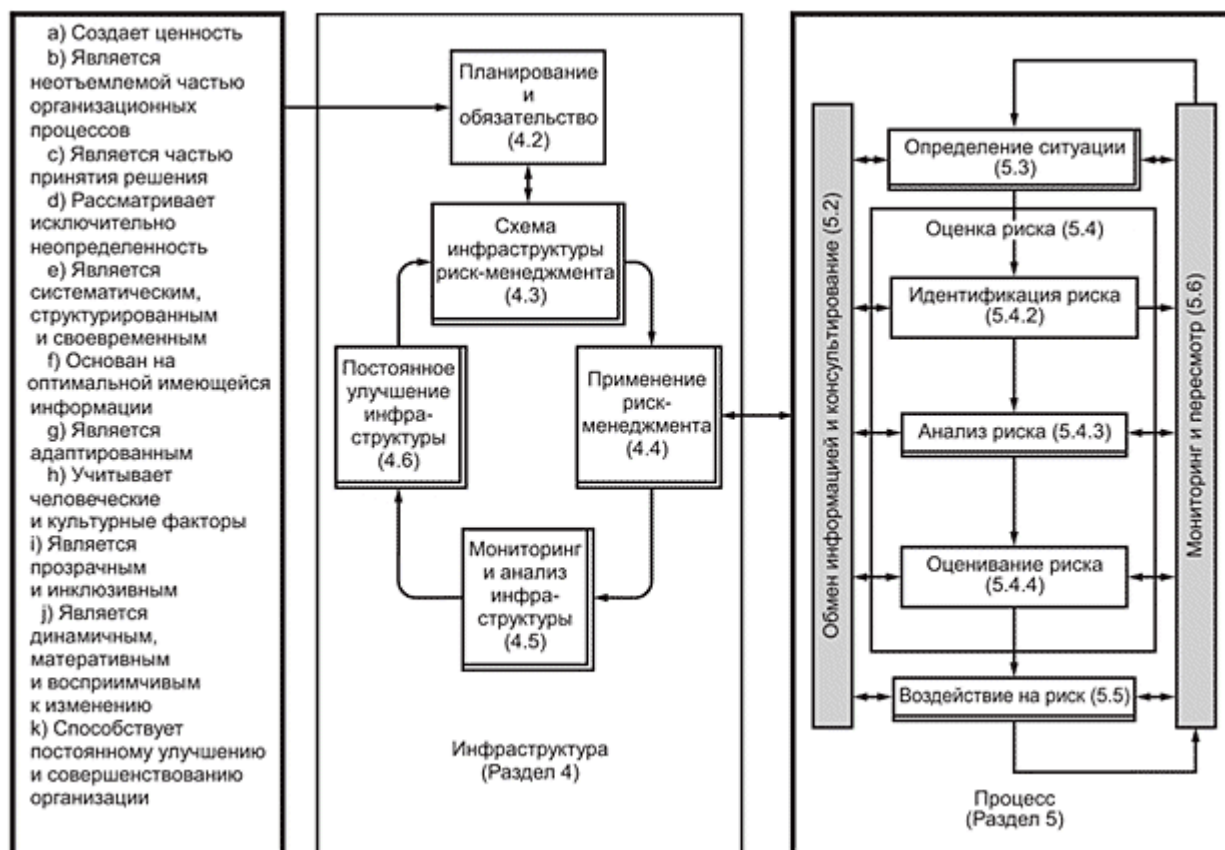 a) Создает ценность
b) Является
неотъемлемой частью
организационных
процессов
c) Является частью
принятия решения
d) Рассматривает
исключительно
неопределенность
e) Является
систематическим,
структурированным
и своевременным
f) Основан на
оптимальной имеющейся
информации
g) Является
адаптированным
h) Учитывает
человеческие
и культурные факторы
i) Является
прозрачным
и инклюзивным
j) Является
динамичным,
матеративным
и восприимчивым
к изменению
k) Способствует
постоянному улучшению
и совершенствованию
организации
Планирование
и
обязательство
(4.2)
Схема
инфраструктуры
риск-менеджмента
(4.3)
Постоянное
улучшение
инфра-
структуры
(4.6)
Применение
риск-
менеджмента
(4.4)
Мониторинг
и анализ
инфра-
структуры
(4.5)
Инфраструктура
(Раздел 4)
Обмен информацией и консультирование (5.2)
Определение ситуации
(5.3)
Оценка риска (5.4)
Идентификация риска
(5.4.2)
Анализ риска (5.4.3)
Оценивание риска
(5.4.4)
Воздействие на риск (5.5)
Мониторинг и пересмотр (5.6)
Процесс
(Раздел 5)